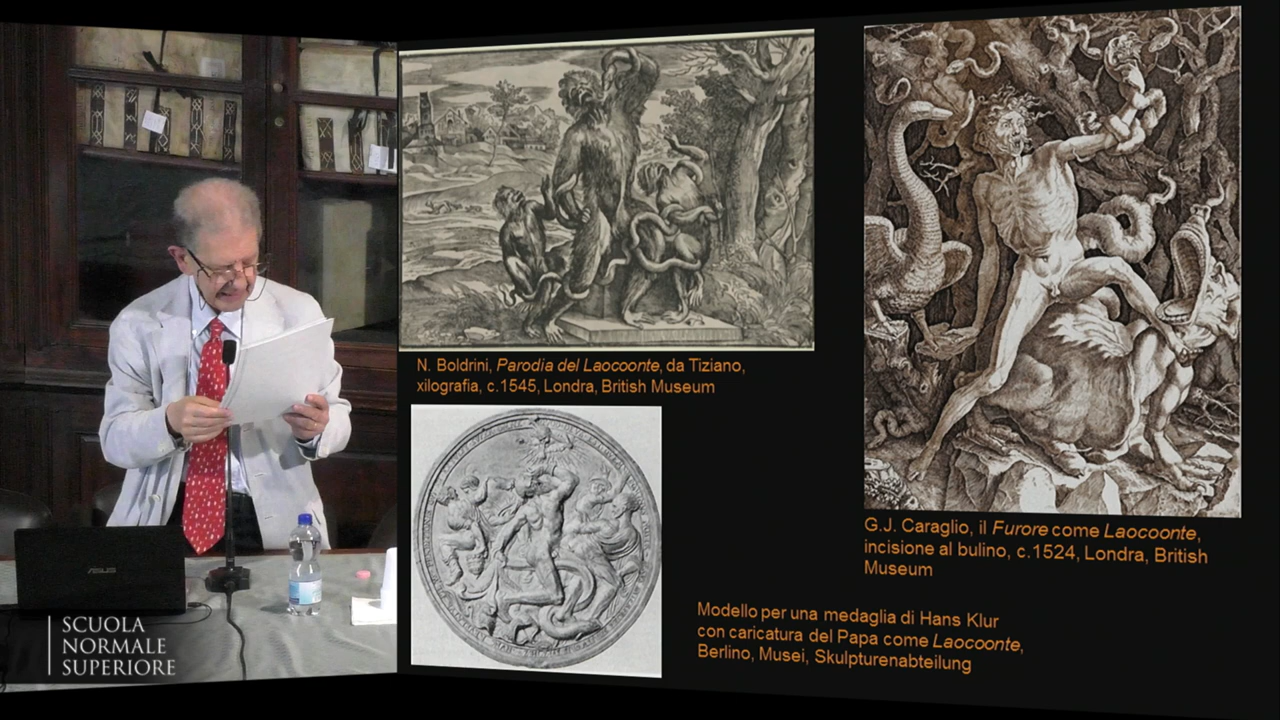 N. Boldrini, Parodia del Laocoonte, da Tiziano,
xilografia, c.1545, Londra, British Museum
G.J. Caraglio, il Furore come Laocoonte,
incisione al bulino, c.1524, Londra, British
Museum
Modello per una medaglia di Hans Klur
con caricatura del Papa come Laocoonte,
Berlino, Musei, Skulpturenabteilung
ASUS
SCUOLA
NORMALE
SUPERIORE